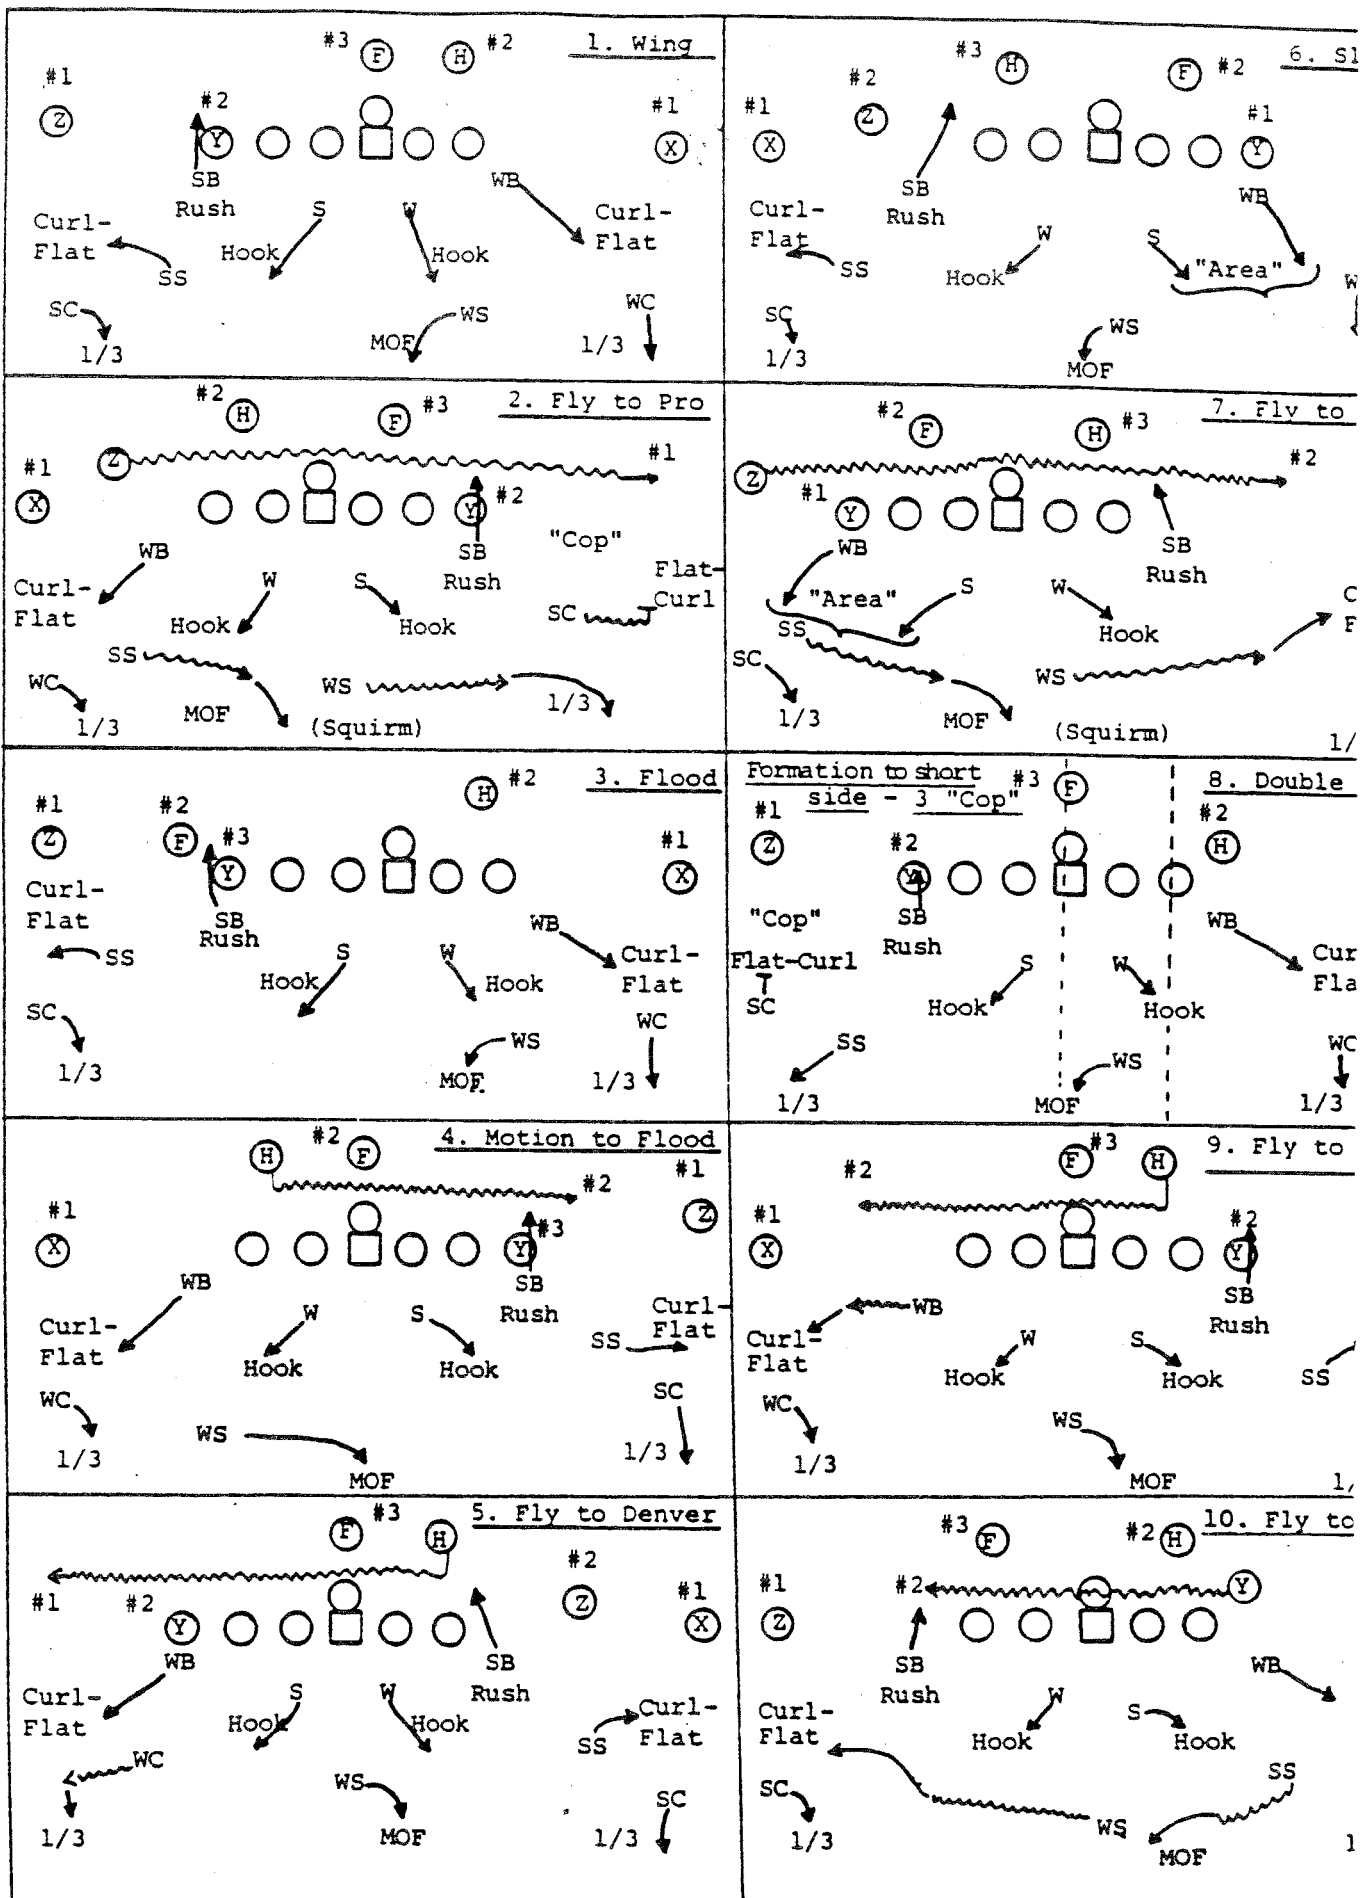 1. Wing
#3 F H #2
#1
Z
#2
Y
#1
X
SB
Rush
WB
S
W
Curl-
Flat
Curl-
Flat
Hook
Hook
SS
SC
WS
WC
MOF
1/3
1/3
2. Fly to Pro
#2 H F #3
#1
Z
#1
X
Y #2
"Cop"
WB
SB
Rush
W
S
Flat-
Curl
Curl-
Flat
Hook
Hook
SC
SS
WC
WS
1/3
MOF
(Squirm)
1/3
3. Flood
H #2
#1
Z
#2
F
#3
Y
#1
X
Curl-
Flat
SB
Rush
WB
SS
S
W
Hook
Hook
Curl-
Flat
SC
WC
WS
1/3
MOF
1/3
4. Motion to Flood
H #2 F
#2
#1
Z
#1
X
#3
Y
WB
SB
Rush
W
S
Curl-
Flat
Curl-
Flat
SS
Hook
Hook
WC
SC
WS
1/3
MOF
1/3
5. Fly to Denver
F #3 H
#1
#2
Y
#2
Z
#1
X
WB
SB
Rush
S
W
Curl-
Flat
Hook
Hook
Curl-
Flat
SS
WC
WS
SC
1/3
MOF
1/3
6. Sl
#3 H
F #2
#2
Z
#1
X
#1
Y
SB
Rush
WB
Curl-
Flat
W
S
SS
Hook
"Area"
SC
WS
1/3
MOF
7. Fly to
#2 F
H #3
Z
#2
#1
Y
WB
SB
Rush
"Area"
S
W
Hook
SS
SC
WS
1/3
MOF
(Squirm)
1/
Formation to short
side - 3 "Cop"
8. Double
#3 F
#1
Z
#2
Y
#2
H
"Cop"
SB
Rush
WB
Flat-Curl
S
W
Cur
Fla
SC
Hook
Hook
SS
WS
WC
1/3
MOF
1/3
9. Fly to
#2
F #3 H
#1
X
#2
Y
WB
SB
Rush
Curl-
Flat
W
S
Hook
Hook
SS
WC
WS
1/3
MOF
1/
10. Fly to
#3 F
#2 H
#1
Z
#2
Y
SB
Rush
WB
W
S
Curl-
Flat
Hook
Hook
SS
SC
WS
1/3
MOF
1